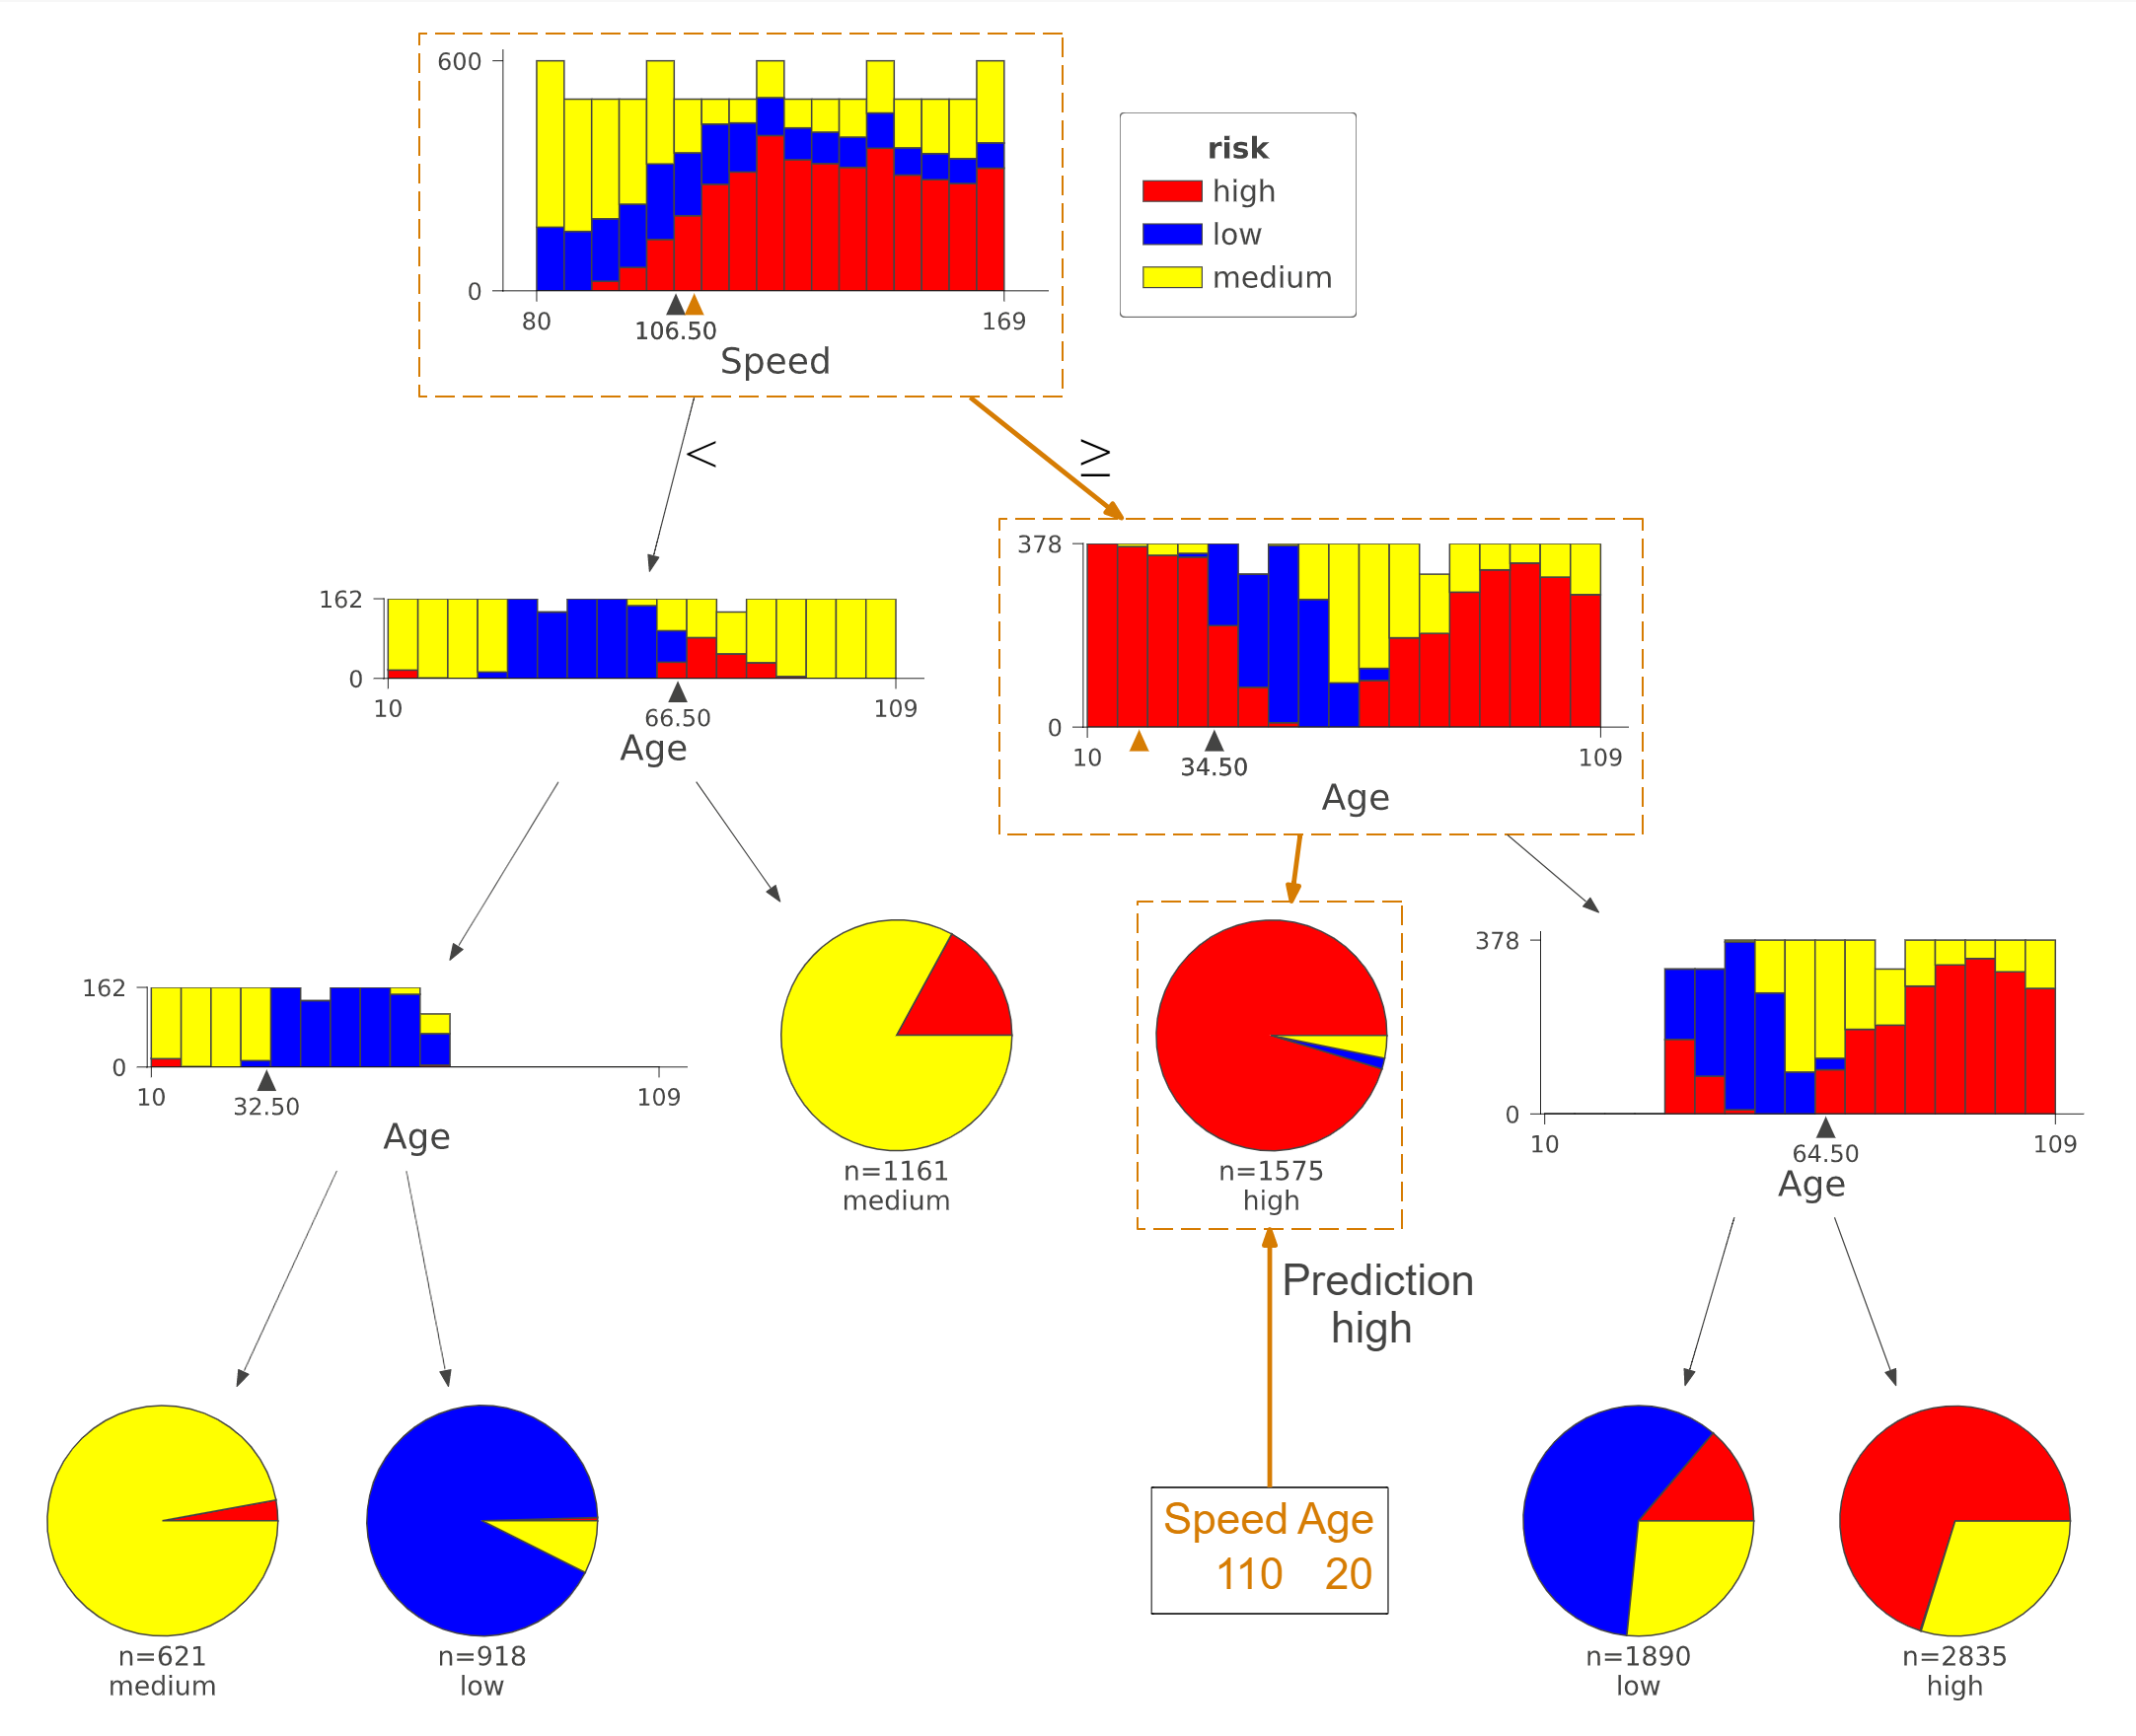 600
0
80
106.50
169
Speed
risk
high
low
medium
<
≥
162
0
10
66.50
109
Age
378
0
10
34.50
109
Age
162
0
10
32.50
109
Age
n=1161
medium
n=1575
high
378
0
10
64.50
109
Age
Prediction
high
Speed Age
110 20
n=621
medium
n=918
low
n=1890
low
n=2835
high